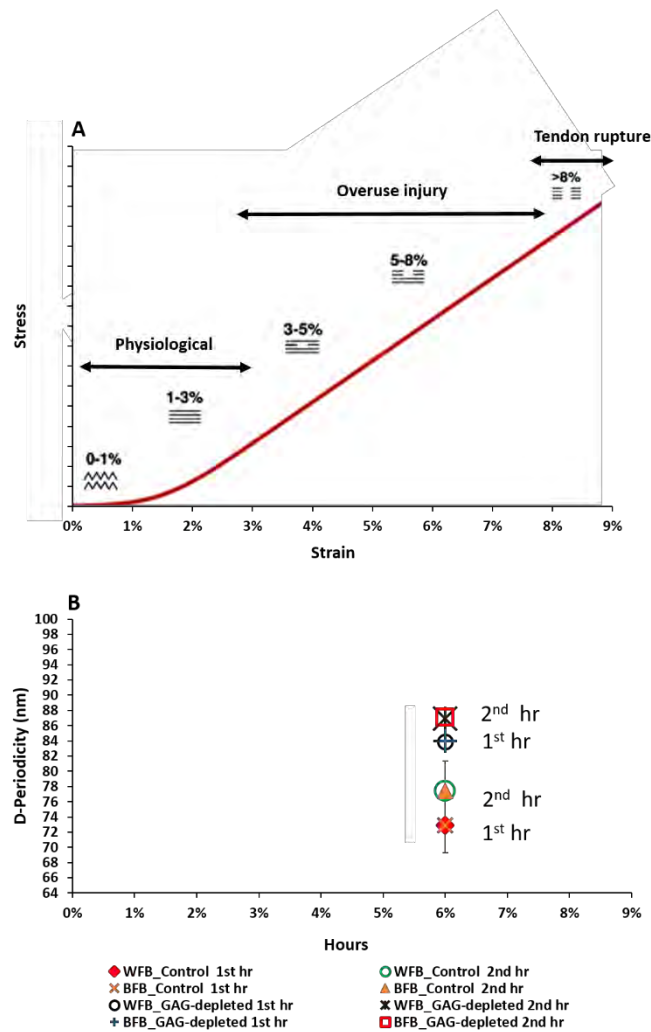 A
Tendon rupture
>8%
Overuse injury
5-8%
3-5%
Physiological
1-3%
0-1%
Stress
0% 1% 2% 3% 4% 5% 6% 7% 8% 9%
Strain
B
100
98
96
94
92
90
88
86
84
82
80
78
76
74
72
70
68
66
64
D-Periodicity (nm)
2nd hr
1st hr
2nd hr
1st hr
0% 1% 2% 3% 4% 5% 6% 7% 8% 9%
Hours
WFB_Control 1st hr WFB_Control 2nd hr
BFB_Control 1st hr BFB_Control 2nd hr
WFB_GAG-depleted 1st hr WFB_GAG-depleted 2nd hr
BFB_GAG-depleted 1st hr BFB_GAG-depleted 2nd hr